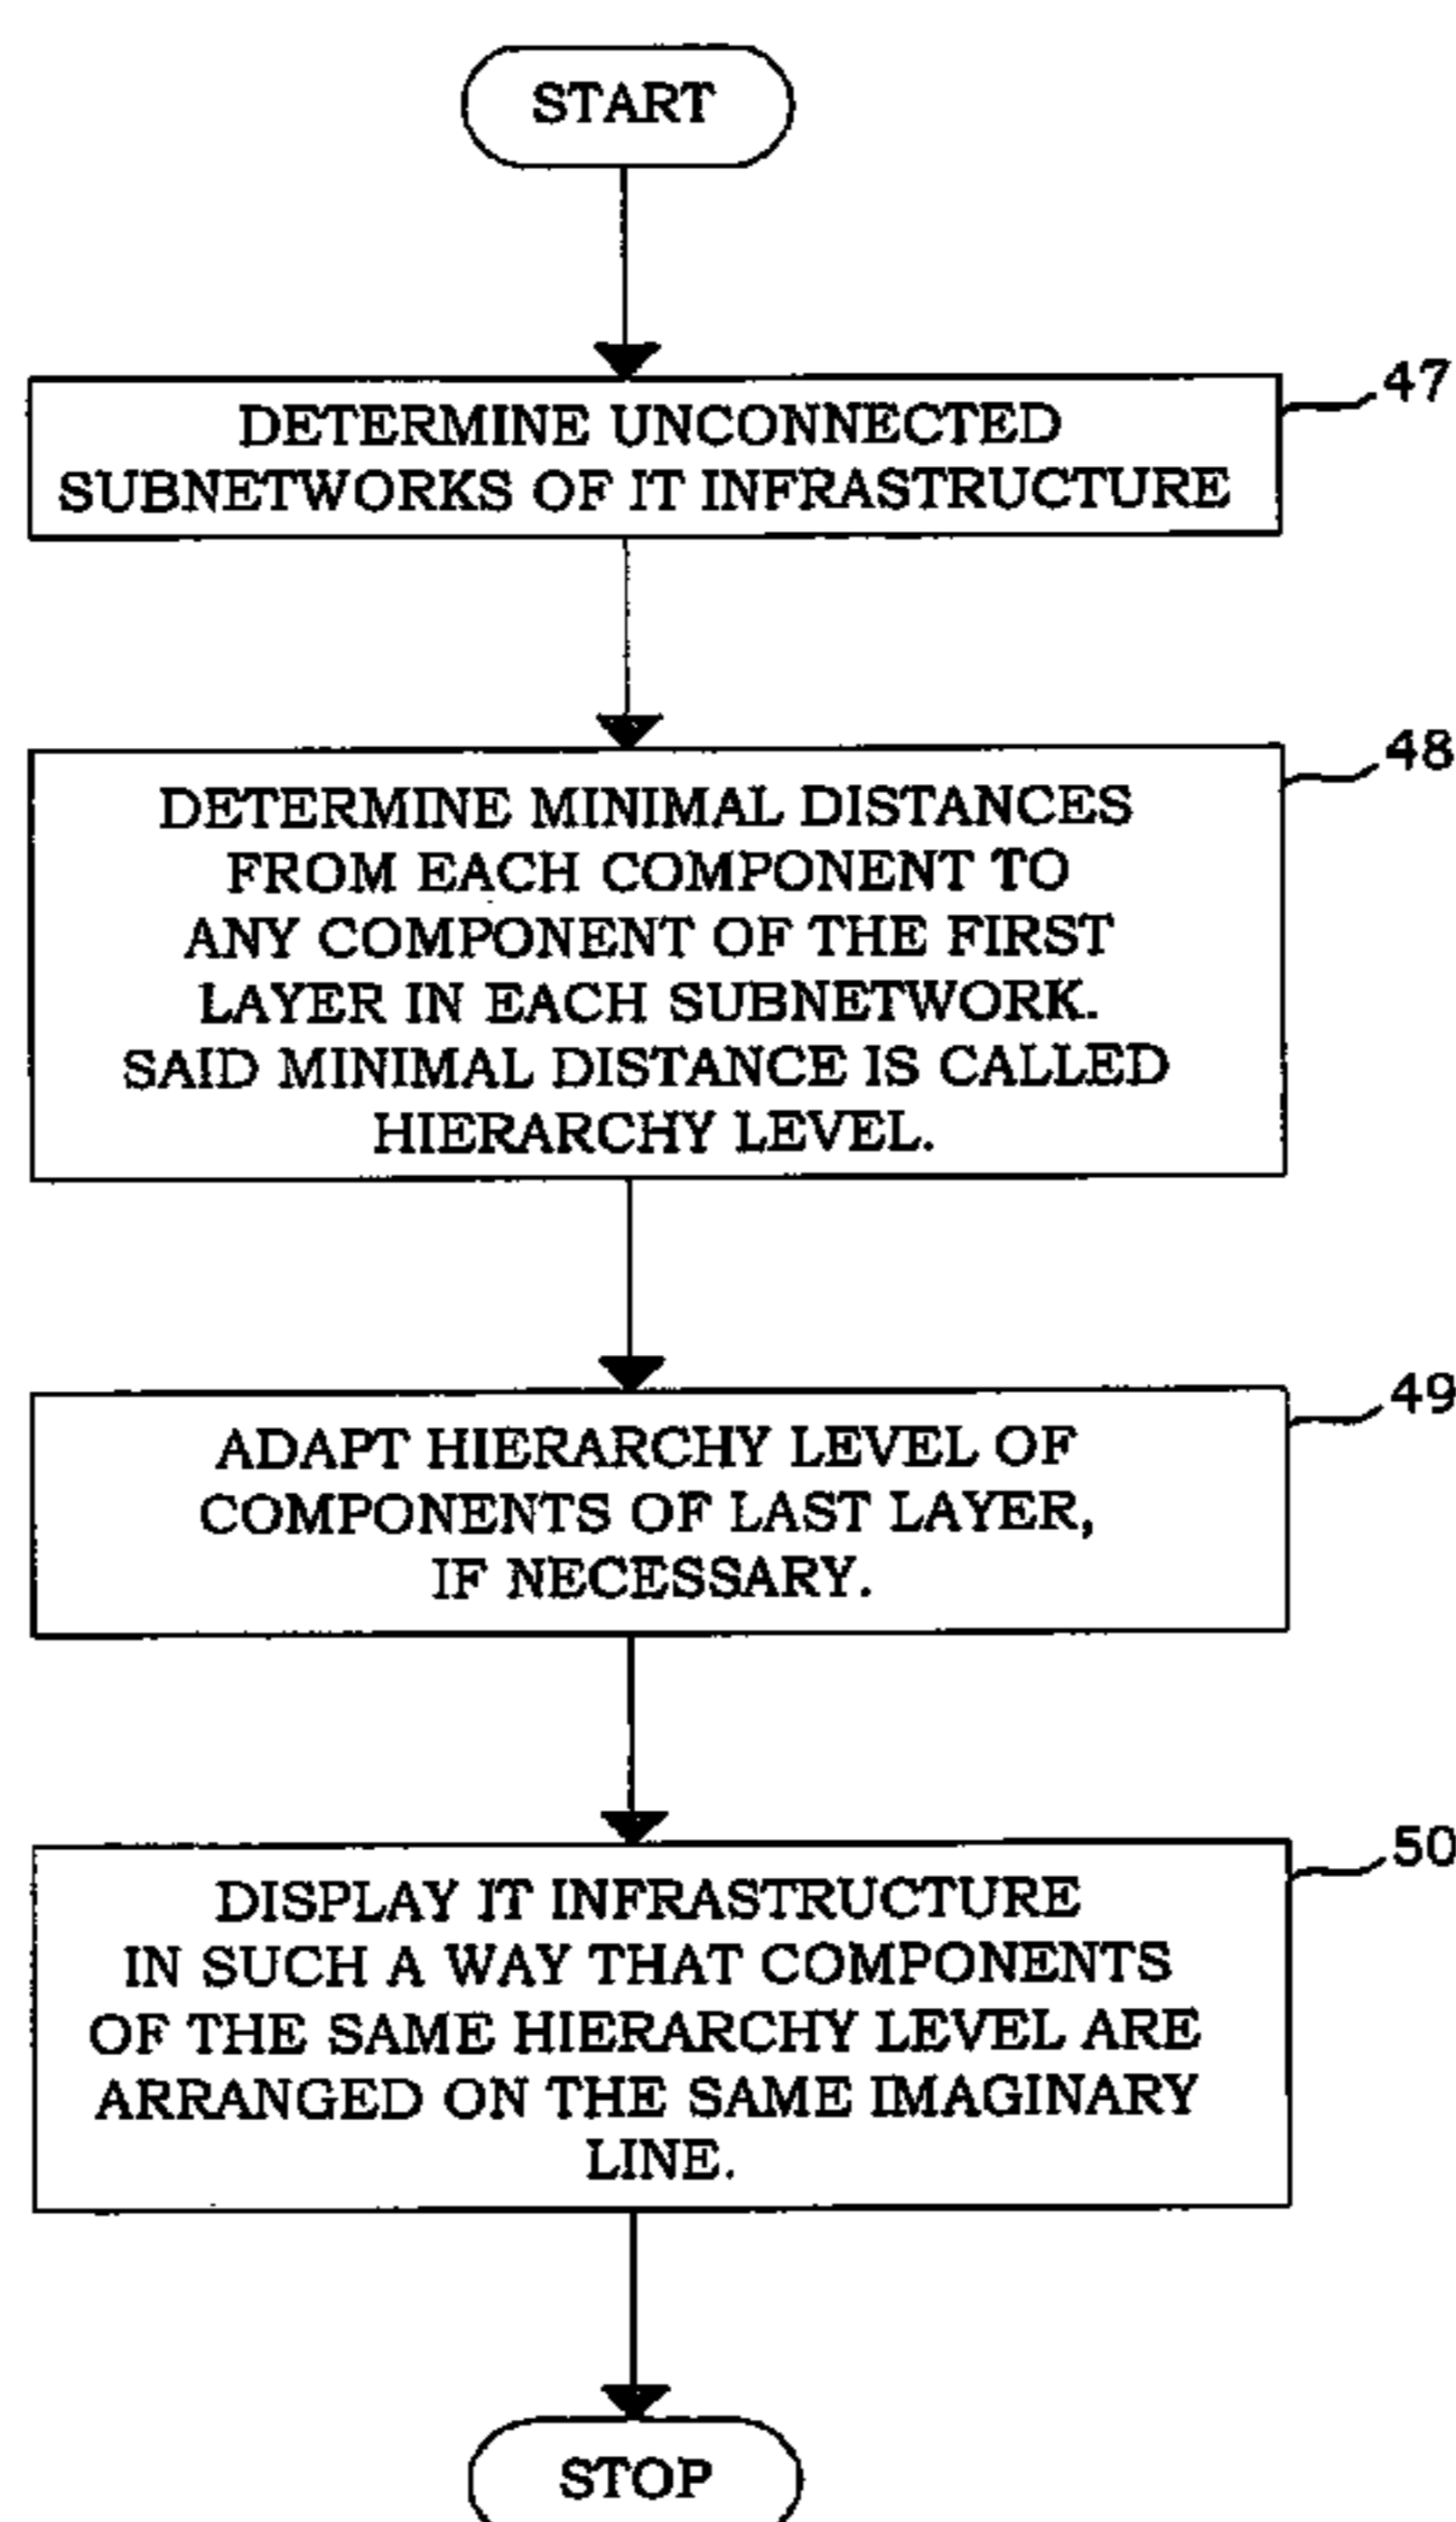 START
47
DETERMINE UNCONNECTED
SUBNETWORKS OF IT INFRASTRUCTURE
48
DETERMINE MINIMAL DISTANCES
FROM EACH COMPONENT TO
ANY COMPONENT OF THE FIRST
LAYER IN EACH SUBNETWORK.
SAID MINIMAL DISTANCE IS CALLED
HIERARCHY LEVEL.
49
ADAPT HIERARCHY LEVEL OF
COMPONENTS OF LAST LAYER,
IF NECESSARY.
50
DISPLAY IT INFRASTRUCTURE
IN SUCH A WAY THAT COMPONENTS
OF THE SAME HIERARCHY LEVEL ARE
ARRANGED ON THE SAME IMAGINARY
LINE.
STOP